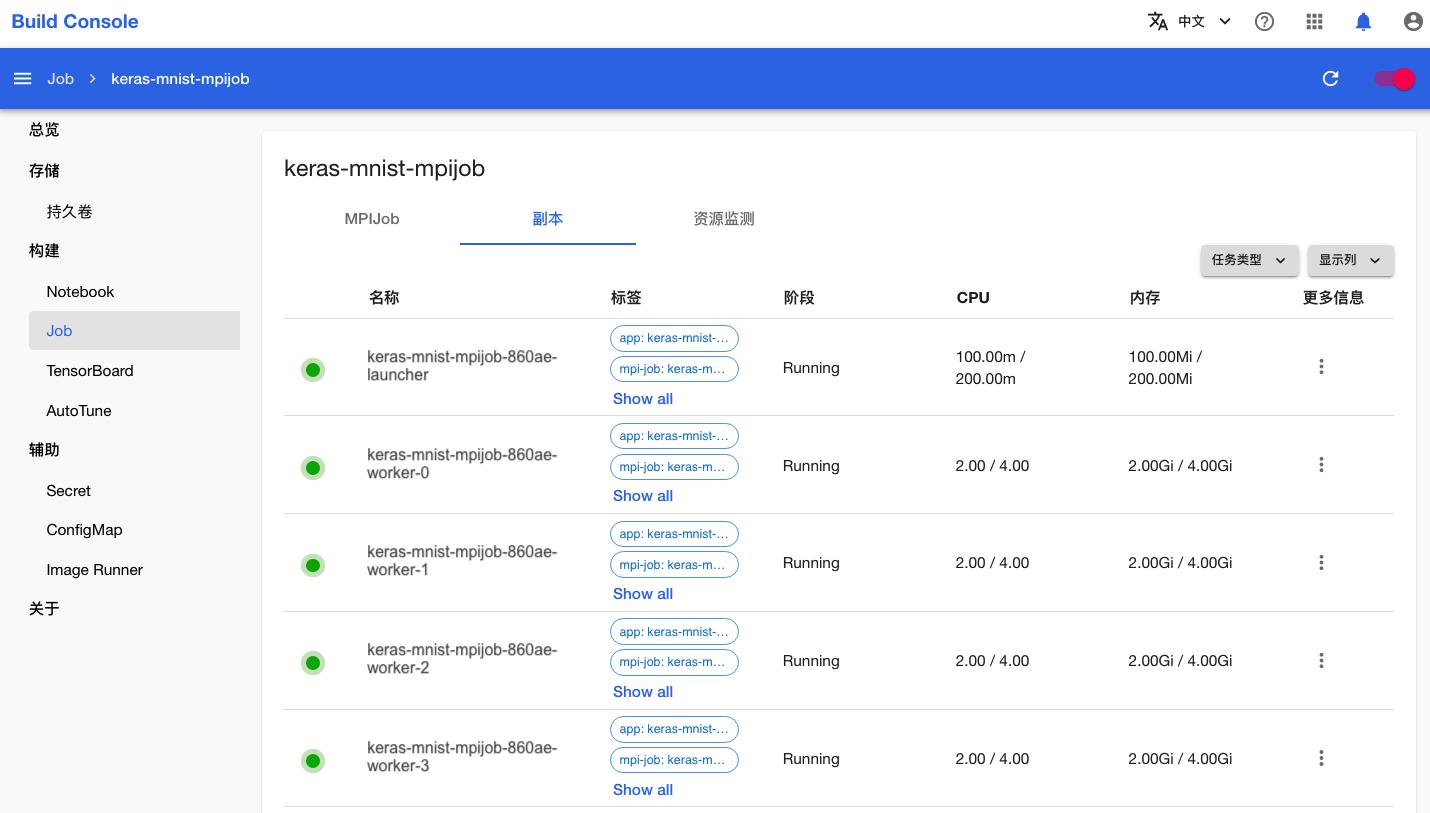 Build Console
中文
Job
keras-mnist-mpijob
总览
存储
持久卷
构建
Notebook
Job
TensorBoard
AutoTune
辅助
Secret
ConfigMap
Image Runner
关于
keras-mnist-mpijob
MPIJob
副本
资源监测
任务类型
显示列
名称
标签
阶段
CPU
内存
更多信息
keras-mnist-mpijob-860ae-
launcher
app: keras-mnist-…
mpi-job: keras-m…
Show all
Running
100.00m /
200.00m
100.00Mi /
200.00Mi
keras-mnist-mpijob-860ae-
worker-0
app: keras-mnist-…
mpi-job: keras-m…
Show all
Running
2.00 / 4.00
2.00Gi / 4.00Gi
keras-mnist-mpijob-860ae-
worker-1
app: keras-mnist-…
mpi-job: keras-m…
Show all
Running
2.00 / 4.00
2.00Gi / 4.00Gi
keras-mnist-mpijob-860ae-
worker-2
app: keras-mnist-…
mpi-job: keras-m…
Show all
Running
2.00 / 4.00
2.00Gi / 4.00Gi
keras-mnist-mpijob-860ae-
worker-3
app: keras-mnist-…
mpi-job: keras-m…
Show all
Running
2.00 / 4.00
2.00Gi / 4.00Gi